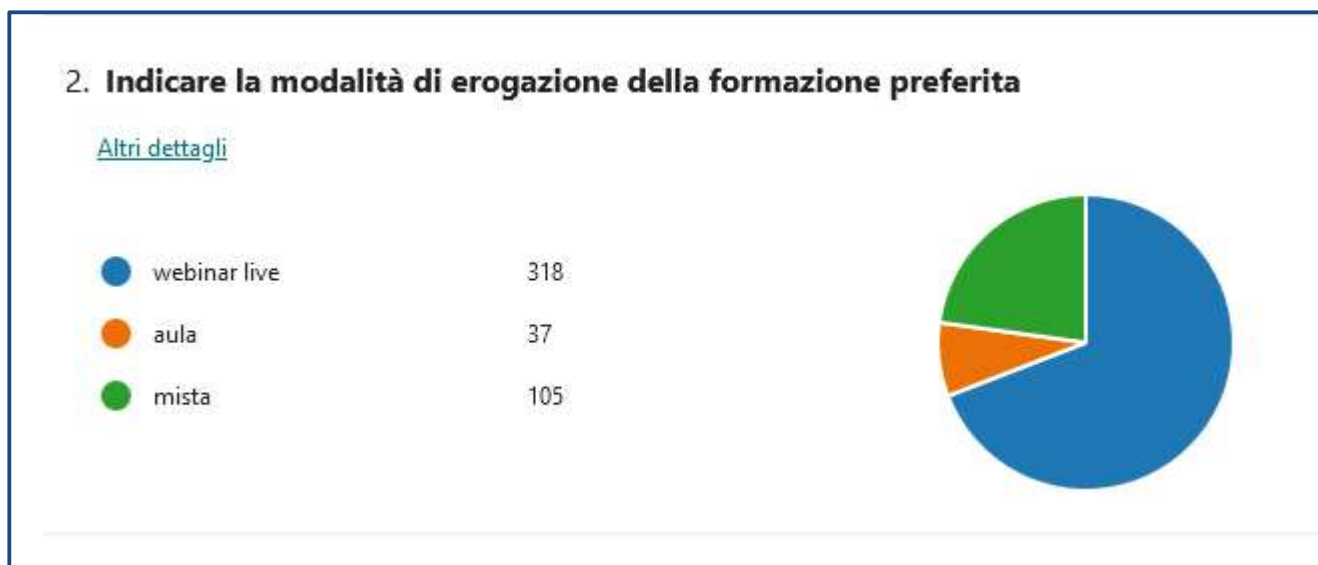 2. Indicare la modalità di erogazione della formazione preferita
Altri dettagli
webinar live 318
aula 37
mista 105